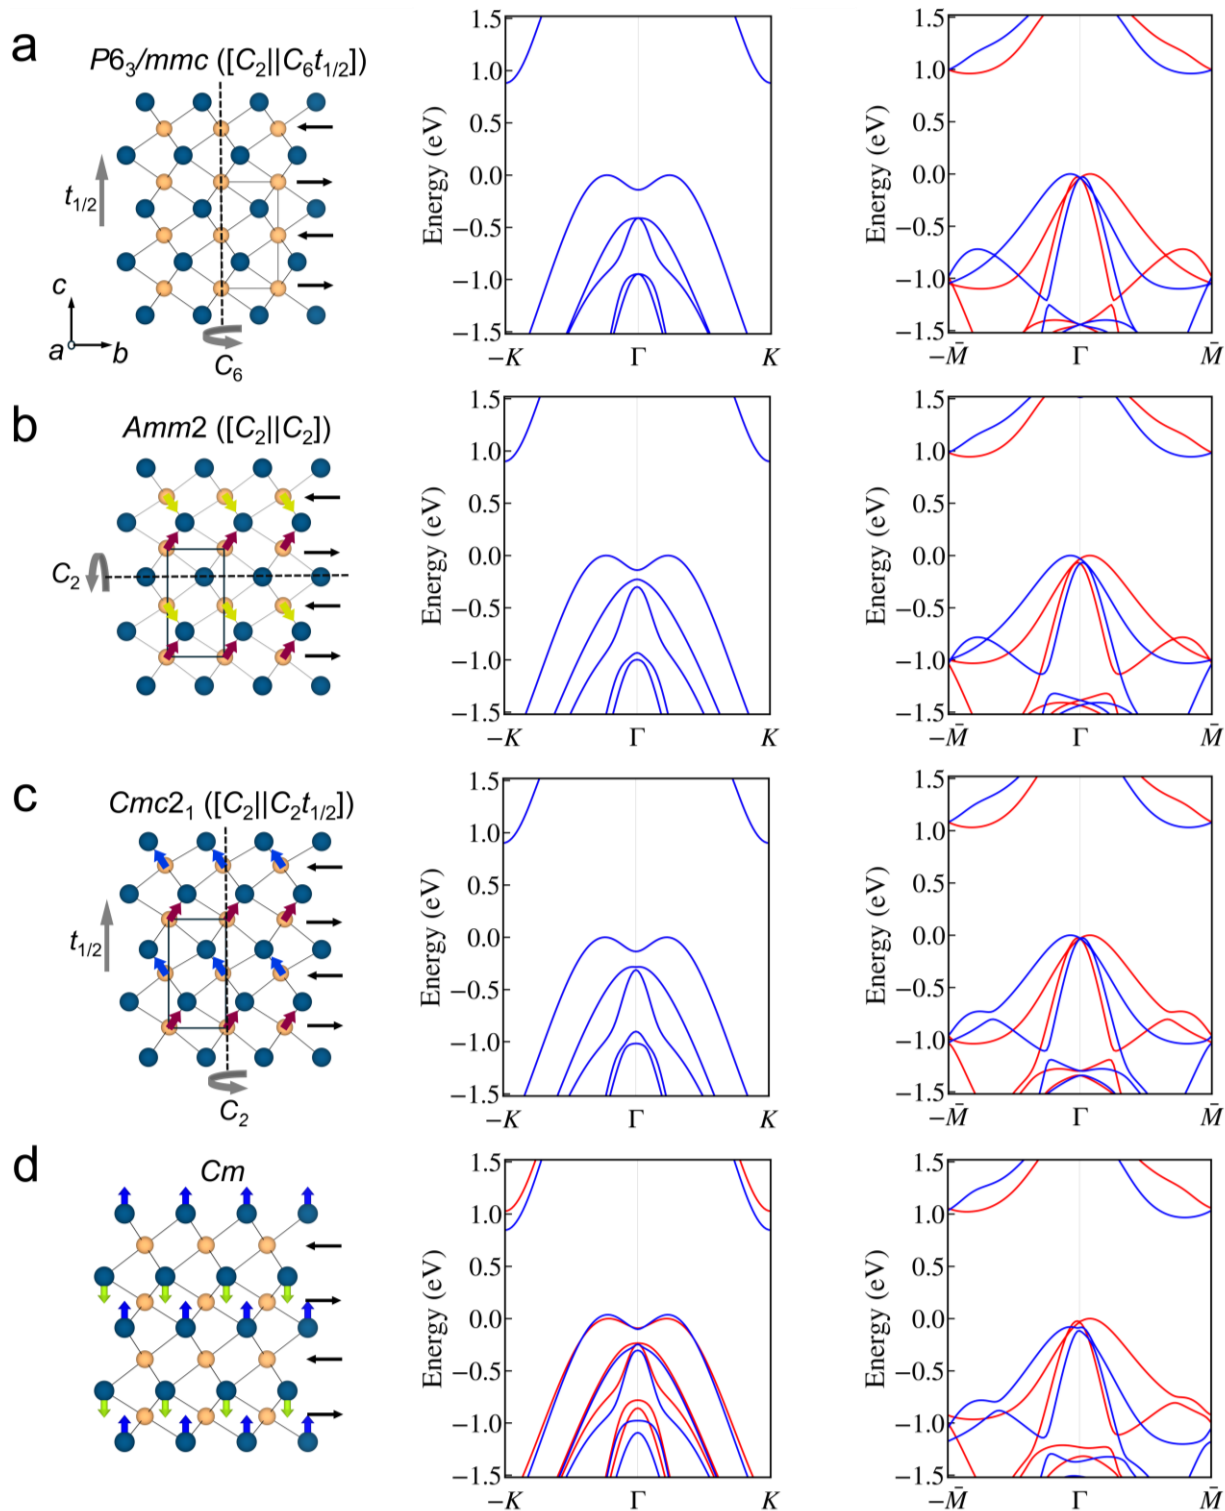 a
P6₃/mmc ([C₂||C₆t₁/₂])
t₁/₂
c
a
b
C₆
Energy (eV)
1.5
1.0
0.5
0.0
−0.5
−1.0
−1.5
−K
Γ
K
Energy (eV)
1.5
1.0
0.5
0.0
−0.5
−1.0
−1.5
−M̄
Γ
M̄
b
Amm2 ([C₂||C₂])
C₂
Energy (eV)
1.5
1.0
0.5
0.0
−0.5
−1.0
−1.5
−K
Γ
K
Energy (eV)
1.5
1.0
0.5
0.0
−0.5
−1.0
−1.5
−M̄
Γ
M̄
c
Cmc2₁ ([C₂||C₂t₁/₂])
t₁/₂
C₂
Energy (eV)
1.5
1.0
0.5
0.0
−0.5
−1.0
−1.5
−K
Γ
K
Energy (eV)
1.5
1.0
0.5
0.0
−0.5
−1.0
−1.5
−M̄
Γ
M̄
d
Cm
Energy (eV)
1.5
1.0
0.5
0.0
−0.5
−1.0
−1.5
−K
Γ
K
Energy (eV)
1.5
1.0
0.5
0.0
−0.5
−1.0
−1.5
−M̄
Γ
M̄